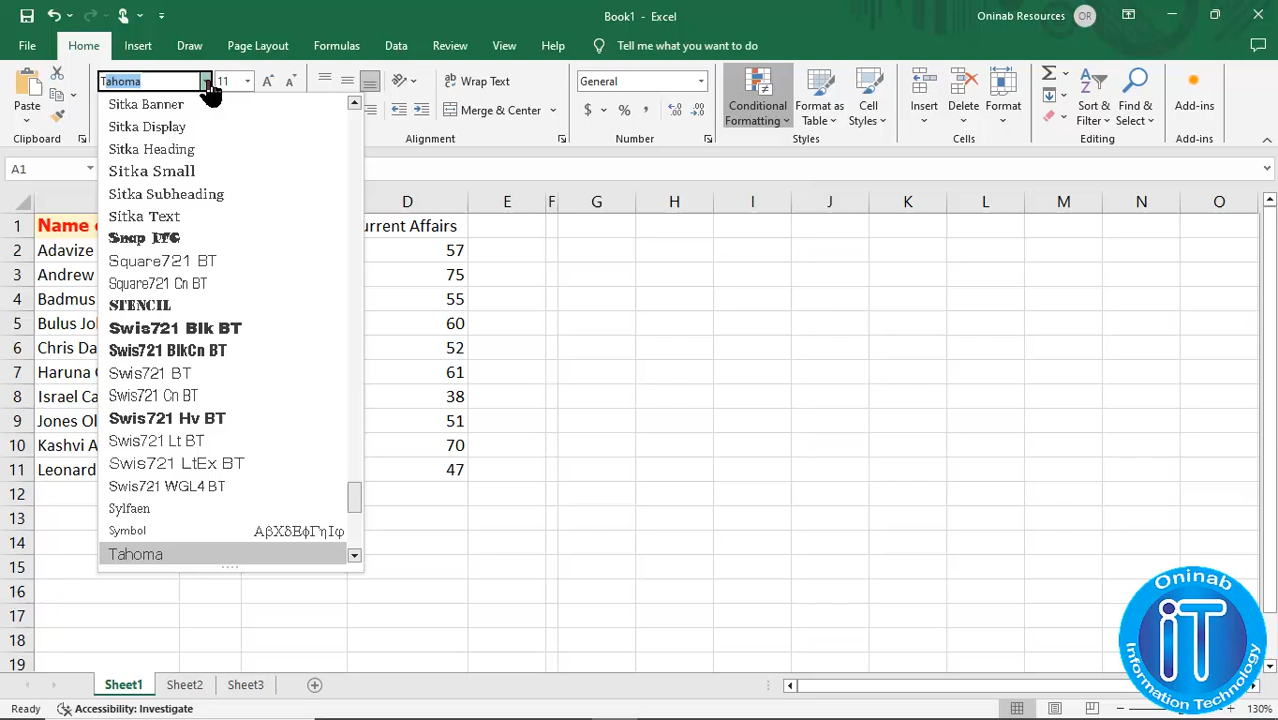 Book1 - Excel
Oninab Resources OR
File Home Insert Draw Page Layout Formulas Data Review View Help Tell me what you want to do
Tahoma 11 Wrap Text General
Paste Merge & Center Conditional Formatting Format as Table Cell Styles Insert Delete Format Sort & Filter Find & Select Add-ins
Clipboard Alignment Number Styles Cells Editing Add-ins
A1
Sitka Banner
Sitka Display
Sitka Heading
Sitka Small
Sitka Subheading
Sitka Text
Snap ITC
Square721 BT
Square721 Cn BT
STENCIL
Swis721 Blk BT
Swis721 BlkCn BT
Swis721 BT
Swis721 Cn BT
Swis721 Hv BT
Swis721 Lt BT
Swis721 LtEx BT
Swis721 WGL4 BT
Sylfaen
Symbol ΑβΧδΕϕΓηΙφ
Tahoma
D E F G H I J K L M N O
1 Name urrent Affairs
2 Adavize 57
3 Andrew 75
4 Badmus 55
5 Bulus 60
6 Chris 52
7 Haruna 61
8 Israel 38
9 Jones 51
10 Kashvi 70
11 Leonard 47
12
13
14
15
16
17
18
19
Sheet1 Sheet2 Sheet3
Ready Accessibility: Investigate 130%
Oninab
iT
Information Technology